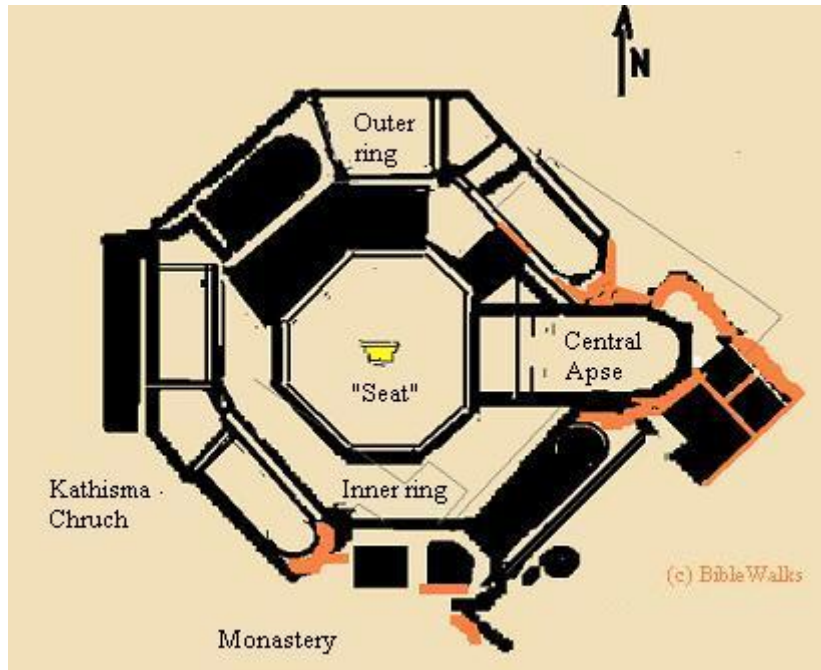 N
Outer
ring
Central
Apse
"Seat"
Kathisma
Chruch
Inner ring
(c) BibleWalks
Monastery